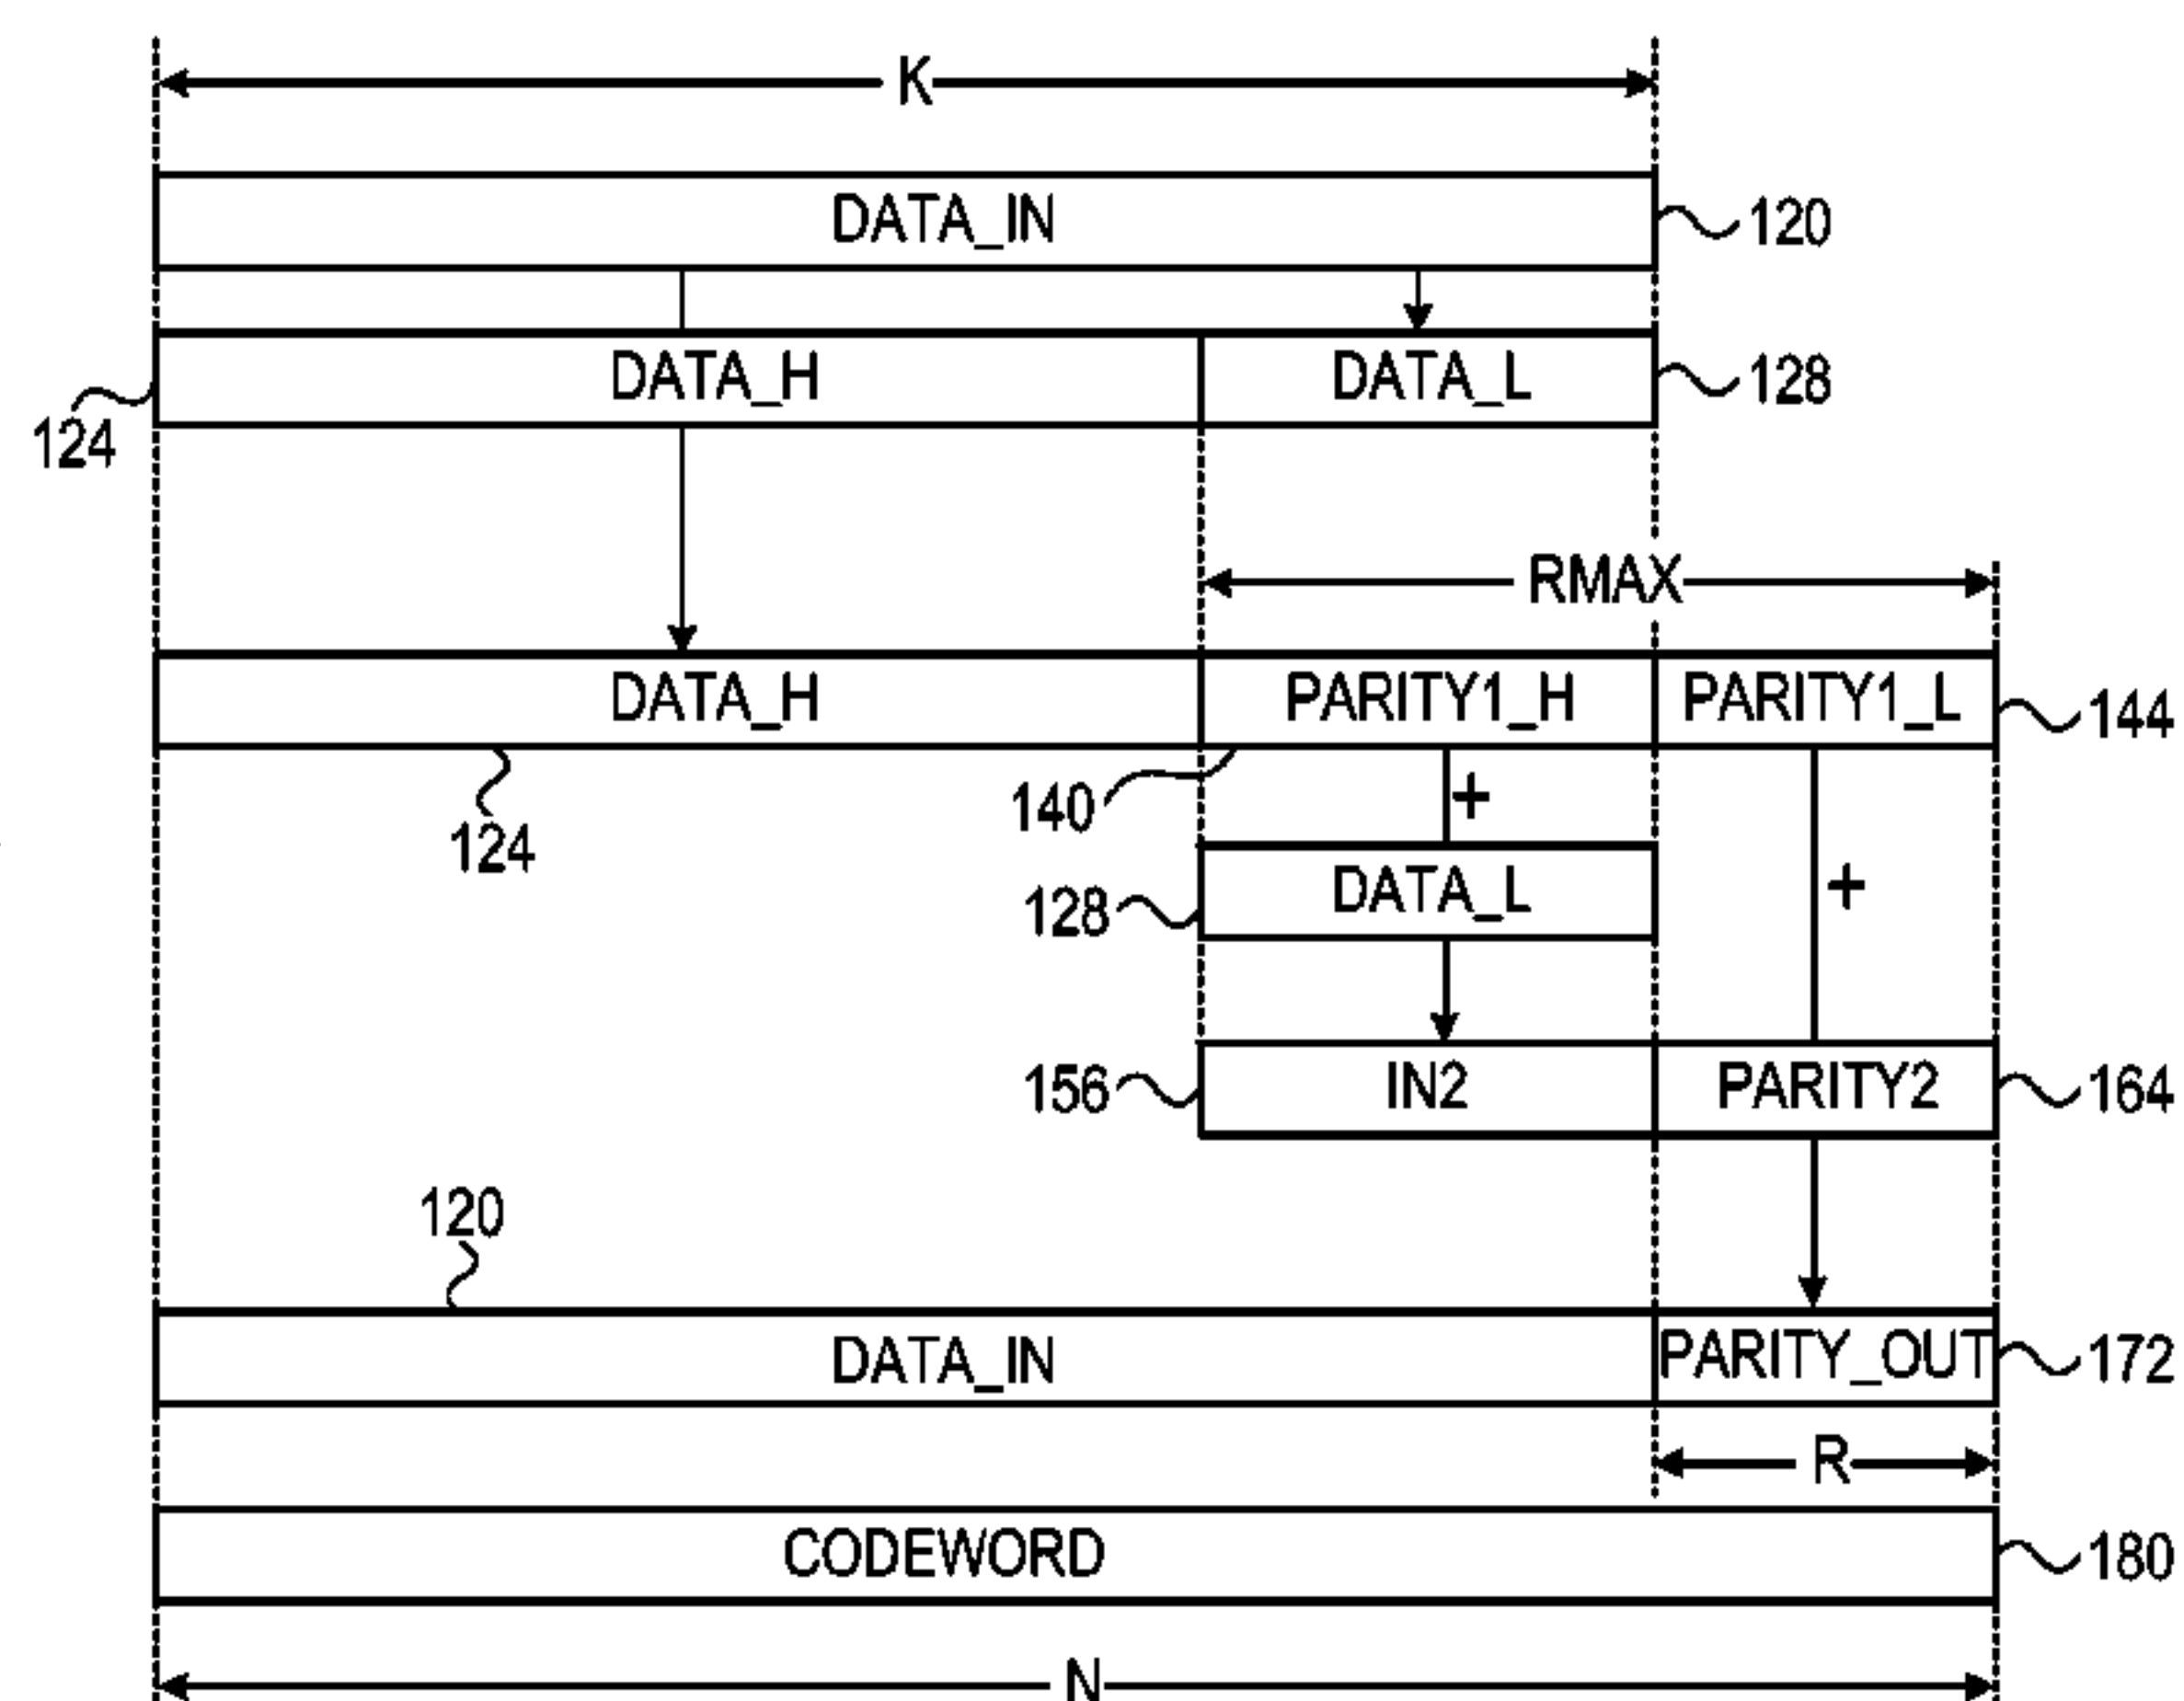 K
DATA_IN 120
DATA_H DATA_L 128
124
RMAX
DATA_H PARITY1_H PARITY1_L 144
140 +
124
DATA_L +
128
156 IN2 PARITY2 164
120
DATA_IN PARITY_OUT 172
R
CODEWORD 180
N